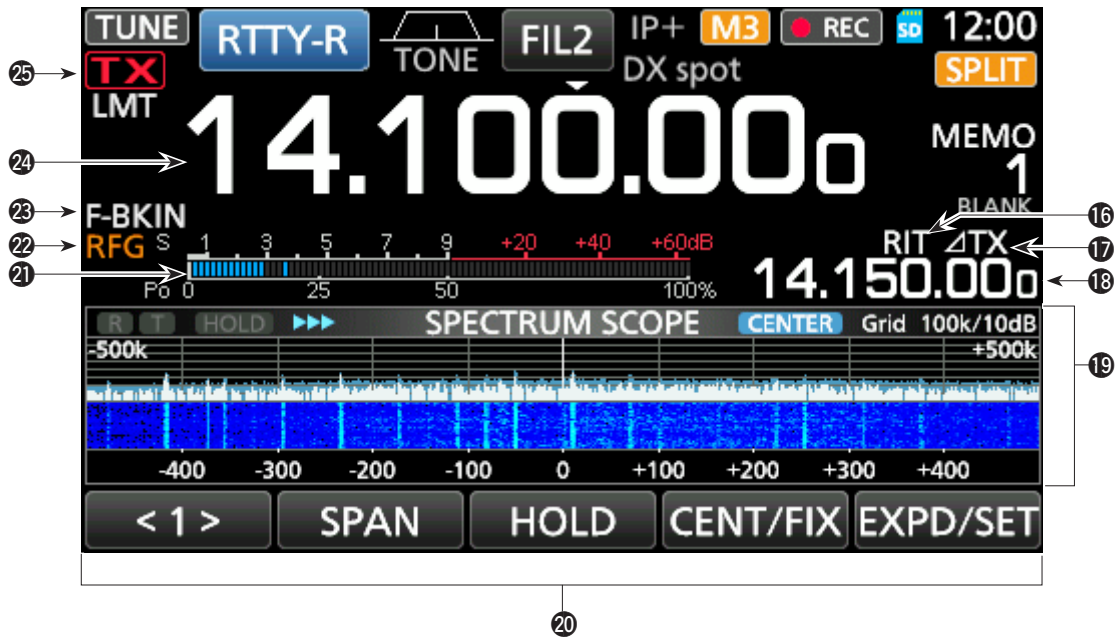 TUNE RTTY-R TONE FIL2 IP+ M3 REC SD 12:00
㉕ TX DX spot SPLIT
LMT
㉔ 14.100.000 MEMO
1
㉓ F-BKIN BLANK ⑯
㉒ RFG S 1 3 5 7 9 +20 +40 +60dB RIT ⊿TX ⑰
㉑ Po 0 25 50 100% 14.150.000 ⑱
R T HOLD SPECTRUM SCOPE CENTER Grid 100k/10dB
-500k +500k ⑲
-400 -300 -200 -100 0 +100 +200 +300 +400
< 1 > SPAN HOLD CENT/FIX EXPD/SET
⑳